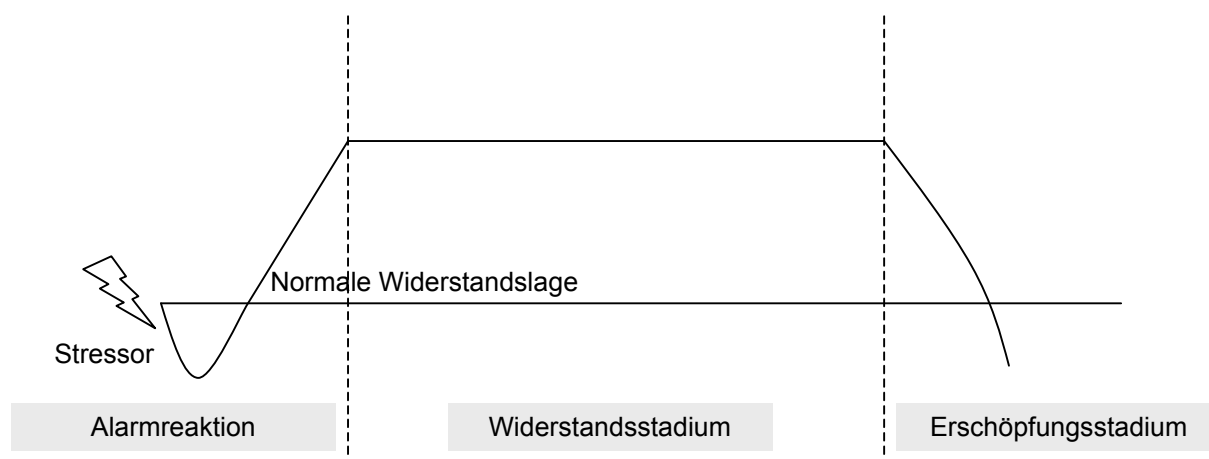 Normale Widerstandslage
Stressor
Alarmreaktion
Widerstandsstadium
Erschöpfungsstadium